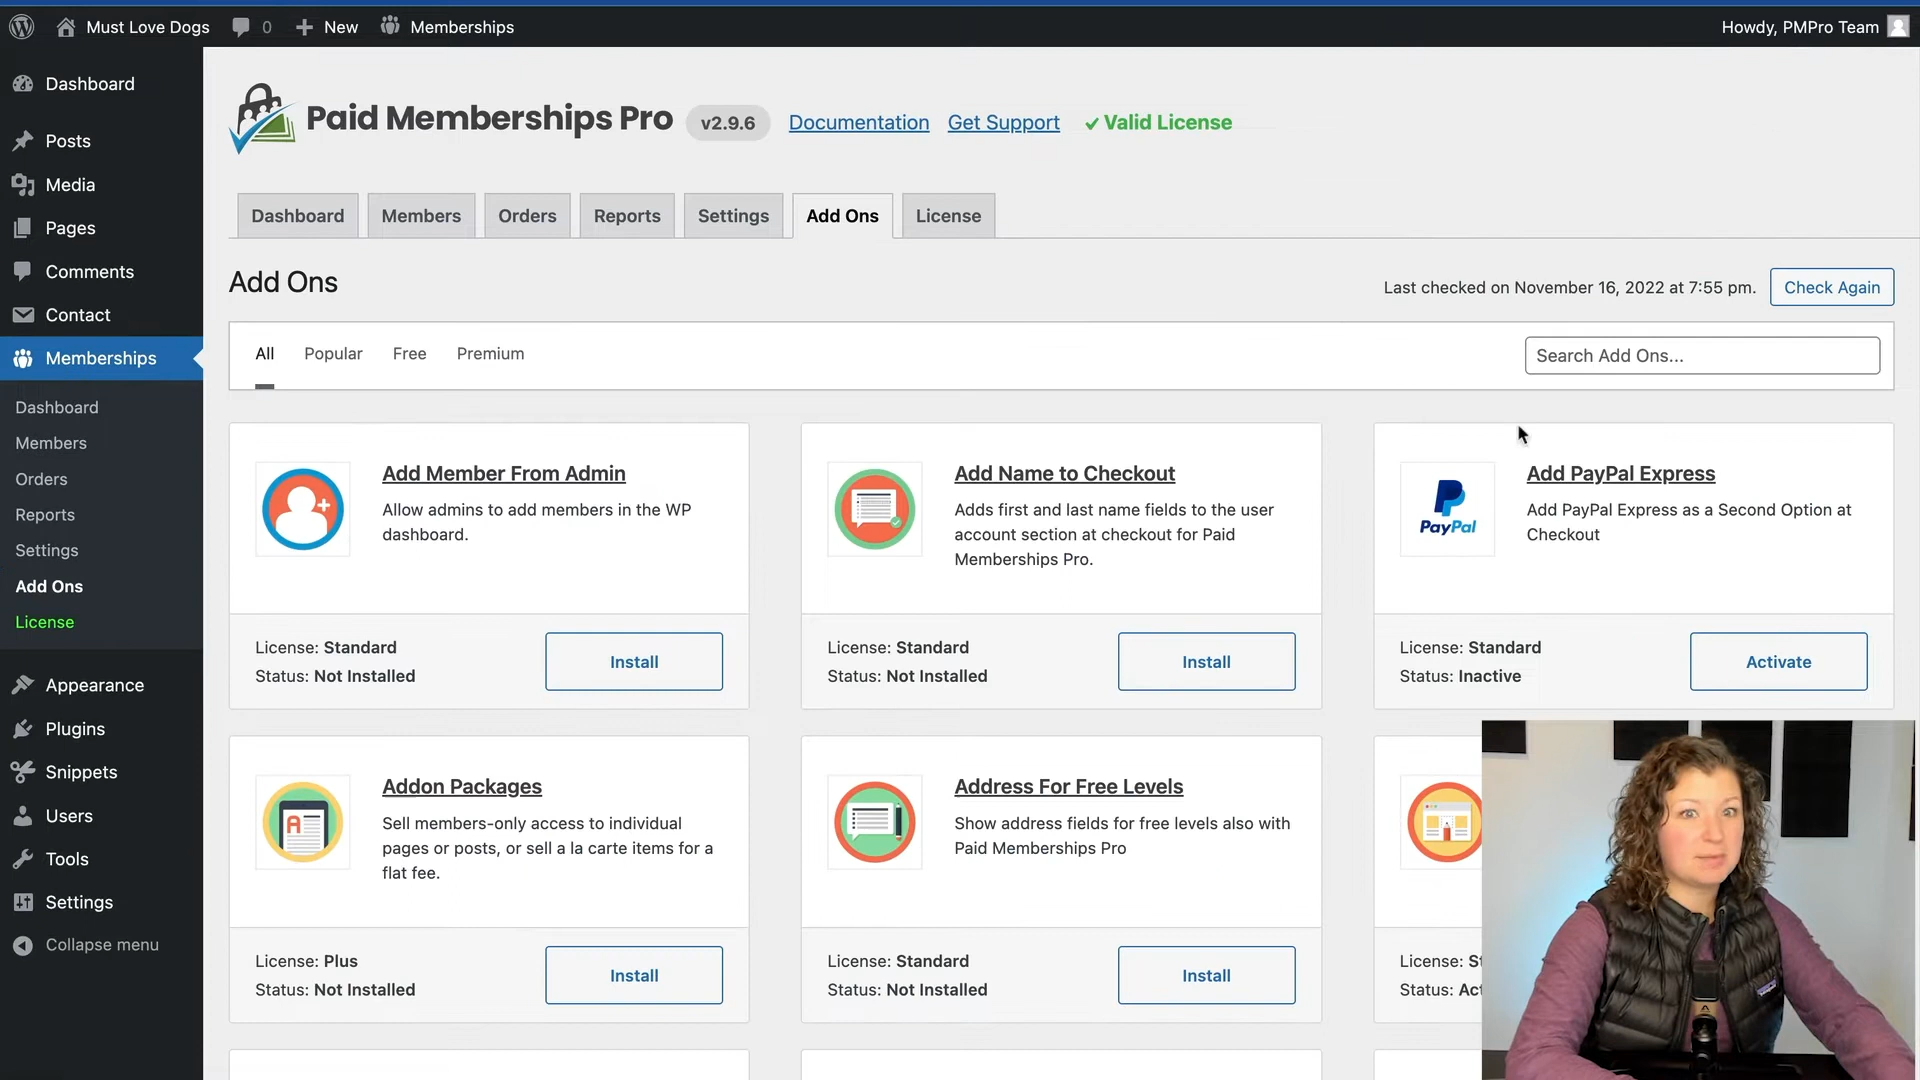 Must Love Dogs 0 New Memberships Howdy, PMPro Team
Dashboard
Posts
Media
Pages
Comments
Contact
Memberships
Dashboard
Members
Orders
Reports
Settings
Add Ons
License
Appearance
Plugins
Snippets
Users
Tools
Settings
Collapse menu
Paid Memberships Pro v2.9.6 Documentation Get Support Valid License
Dashboard Members Orders Reports Settings Add Ons License
Add Ons
Last checked on November 16, 2022 at 7:55 pm. Check Again
All Popular Free Premium Search Add Ons...
Add Member From Admin
Allow admins to add members in the WP
dashboard.
License: Standard
Status: Not Installed
Install
Add Name to Checkout
Adds first and last name fields to the user
account section at checkout for Paid
Memberships Pro.
License: Standard
Status: Not Installed
Install
PayPal
Add PayPal Express
Add PayPal Express as a Second Option at
Checkout
License: Standard
Status: Inactive
Activate
A
Addon Packages
Sell members-only access to individual
pages or posts, or sell a la carte items for a
flat fee.
License: Plus
Status: Not Installed
Install
Address For Free Levels
Show address fields for free levels also with
Paid Memberships Pro
License: Standard
Status: Not Installed
Install
License:
Status: